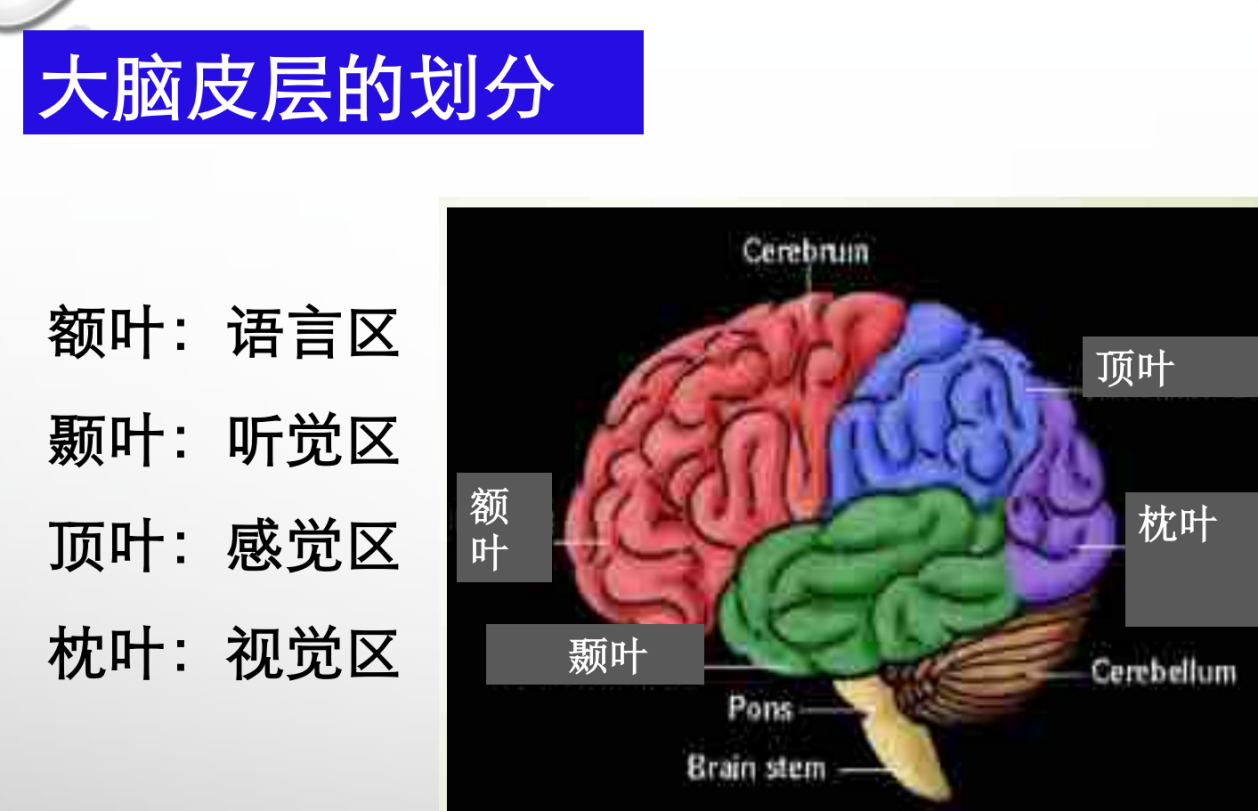 大脑皮层的划分
额叶：语言区
颞叶：听觉区
顶叶：感觉区
枕叶：视觉区
Cerebrum
顶叶
额
叶
枕叶
颞叶
Cerebellum
Pons
Brain stem